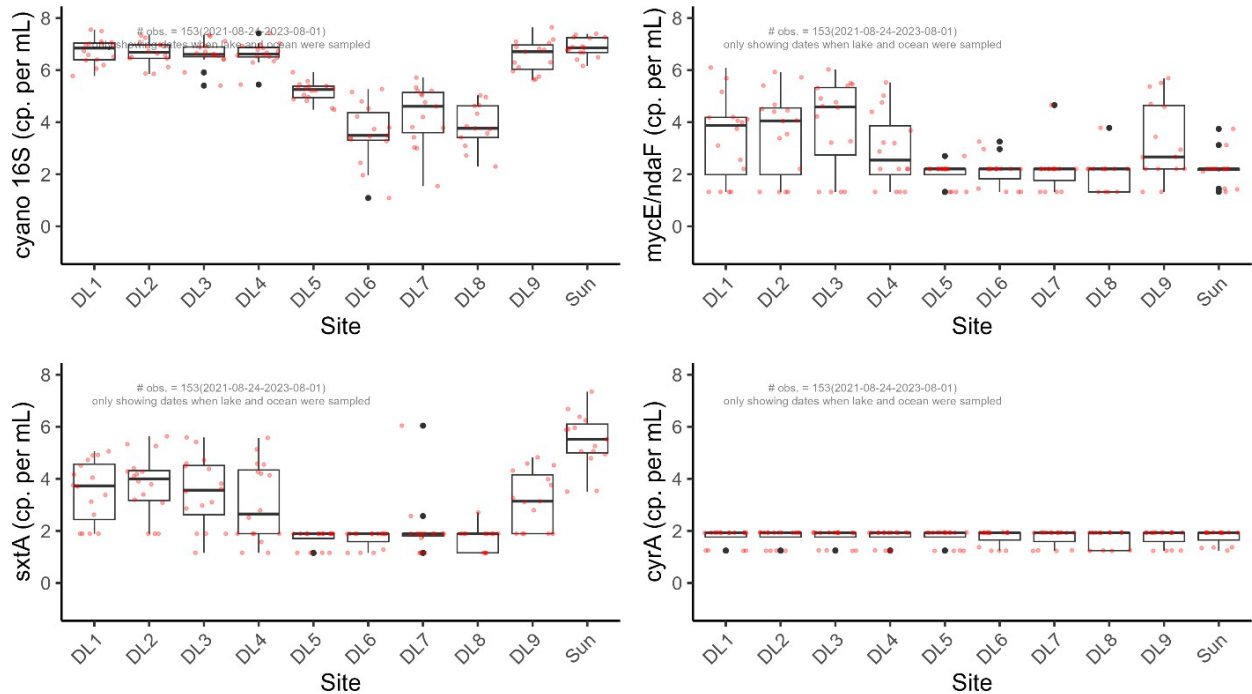 cyano 16S (cp. per mL)
8
6
4
2
0
# obs. = 153(2021-08-24-2023-08-01)
only showing dates when lake and ocean were sampled
DL1 DL2 DL3 DL4 DL5 DL6 DL7 DL8 DL9 Sun
Site
mycE/ndaF (cp. per mL)
8
6
4
2
0
# obs. = 153(2021-08-24-2023-08-01)
only showing dates when lake and ocean were sampled
DL1 DL2 DL3 DL4 DL5 DL6 DL7 DL8 DL9 Sun
Site
sxtA (cp. per mL)
8
6
4
2
0
# obs. = 153(2021-08-24-2023-08-01)
only showing dates when lake and ocean were sampled
DL1 DL2 DL3 DL4 DL5 DL6 DL7 DL8 DL9 Sun
Site
cyrA (cp. per mL)
8
6
4
2
0
# obs. = 153(2021-08-24-2023-08-01)
only showing dates when lake and ocean were sampled
DL1 DL2 DL3 DL4 DL5 DL6 DL7 DL8 DL9 Sun
Site